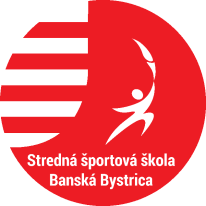 Stredná športová škola
Banská Bystrica